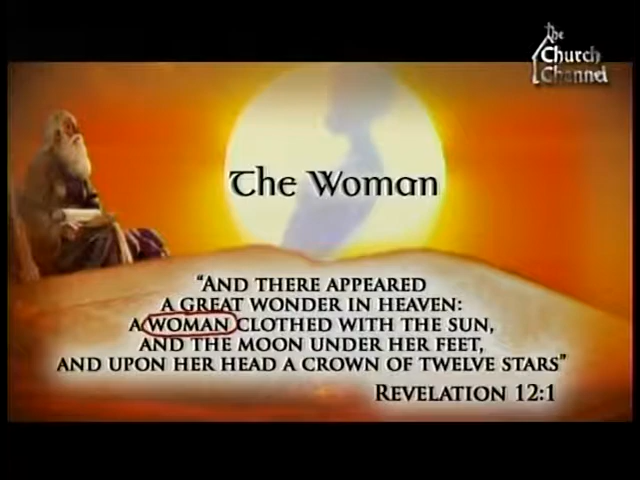 the
Church
Channel
The Woman
"AND THERE APPEARED
A GREAT WONDER IN HEAVEN:
A WOMAN CLOTHED WITH THE SUN,
AND THE MOON UNDER HER FEET,
AND UPON HER HEAD A CROWN OF TWELVE STARS"
REVELATION 12:1